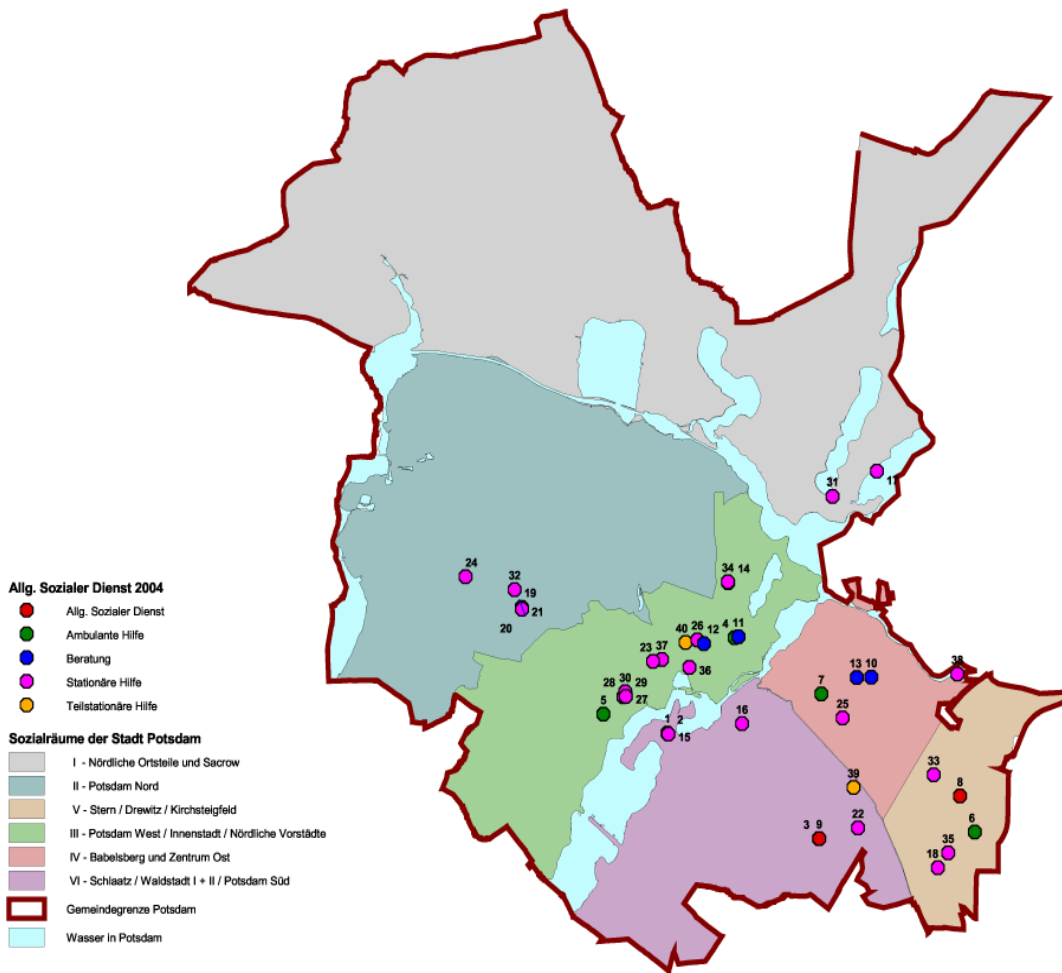 31
17
24
32
19
21
20
34 14
26
4 11
40
12
23 37
36
30
28 29
27
5
1 2
15
16
13 10
38
7
25
33
39
8
3 9
22
6
35
18
Allg. Sozialer Dienst 2004
Allg. Sozialer Dienst
Ambulante Hilfe
Beratung
Stationäre Hilfe
Teilstationäre Hilfe
Sozialräume der Stadt Potsdam
I - Nördliche Ortsteile und Sacrow
II - Potsdam Nord
V - Stern / Drewitz / Kirchsteigfeld
III - Potsdam West / Innenstadt / Nördliche Vorstädte
IV - Babelsberg und Zentrum Ost
VI - Schlaatz / Waldstadt I + II / Potsdam Süd
Gemeindegrenze Potsdam
Wasser in Potsdam